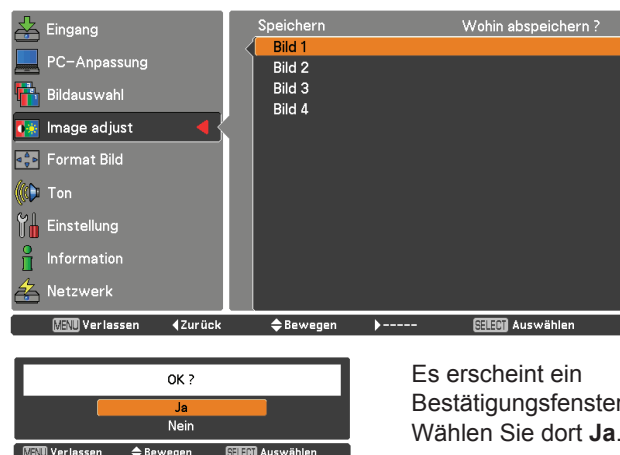 Eingang
PC-Anpassung
Bildauswahl
Image adjust
Format Bild
Ton
Einstellung
Information
Netzwerk
Speichern Wohin abspeichern ?
Bild 1
Bild 2
Bild 3
Bild 4
MENU Verlassen Zurück Bewegen ----- SELECT Auswählen
OK ?
Ja
Nein
MENU Verlassen Bewegen SELECT Auswählen
Es erscheint ein
Bestätigungsfenster
Wählen Sie dort Ja.